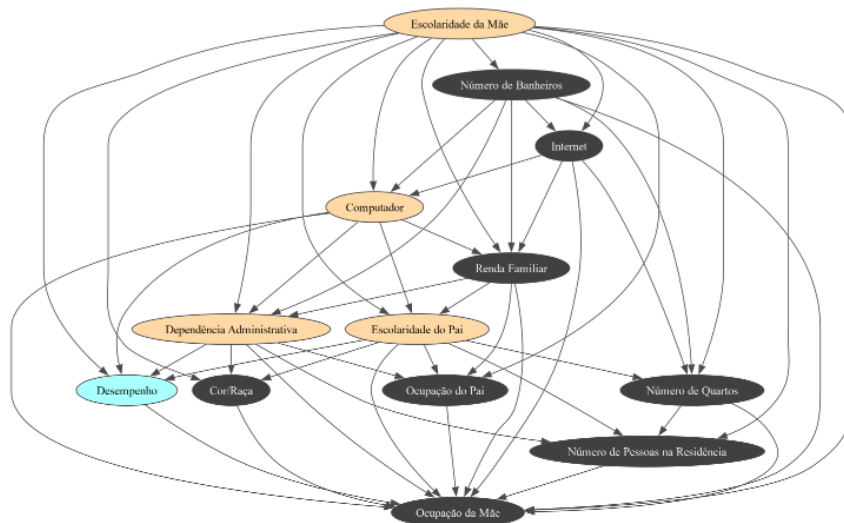 Escolaridade da Mãe
Número de Banheiros
Internet
Computador
Renda Familiar
Dependência Administrativa
Escolaridade do Pai
Desempenho
Cor/Raça
Ocupação do Pai
Número de Quartos
Número de Pessoas na Residência
Ocupação da Mãe